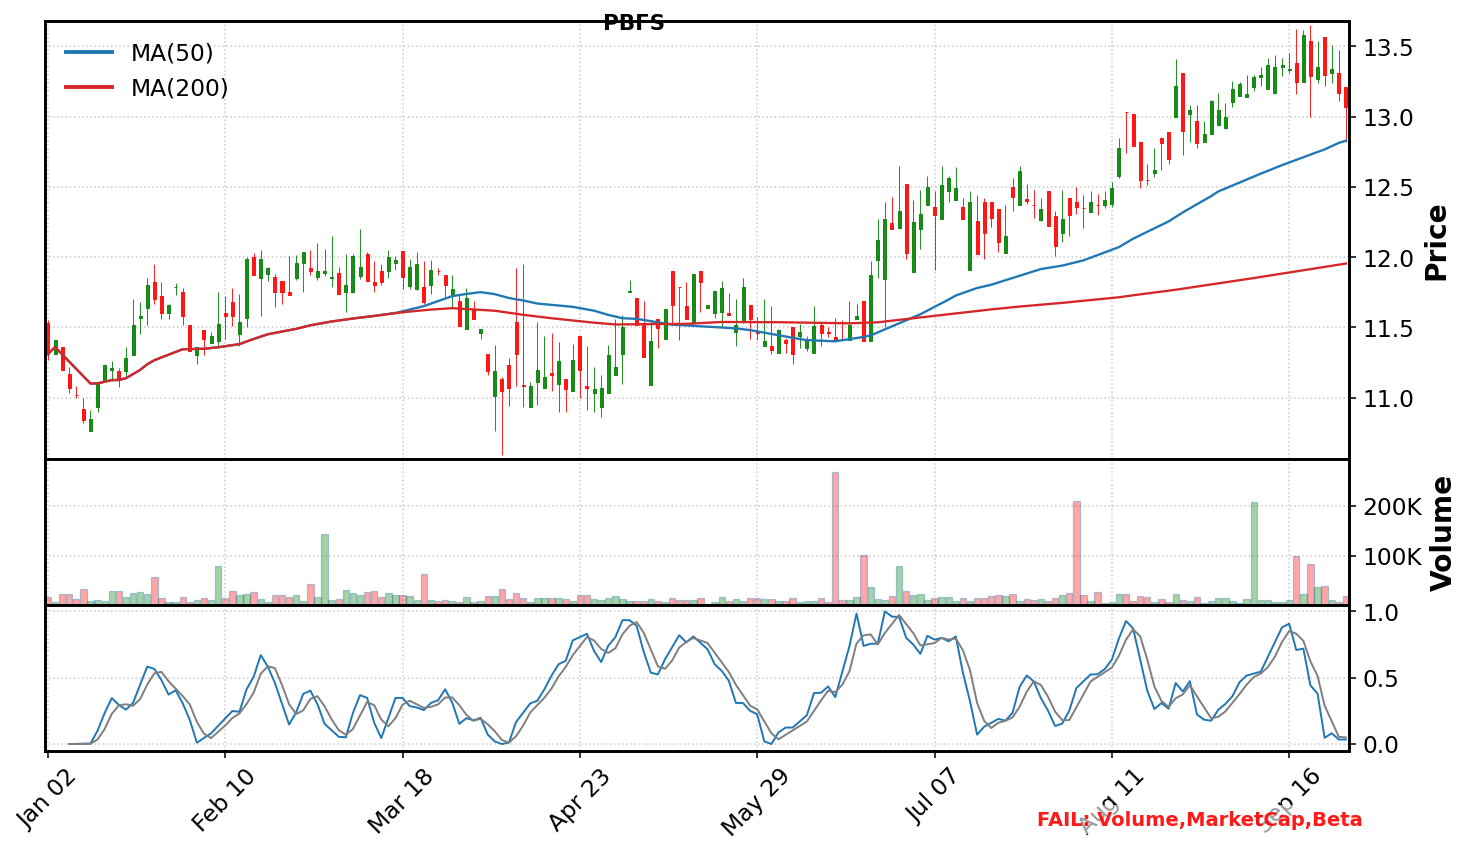 PBFS
MA(50)
MA(200)
13.5
13.0
12.5
12.0
11.5
11.0
Price
200K
100K
Volume
1.0
0.5
0.0
Jan 02
Feb 10
Mar 18
Apr 23
May 29
Jul 07
Aug 11
Sep 16
FAIL: Volume,MarketCap,Beta